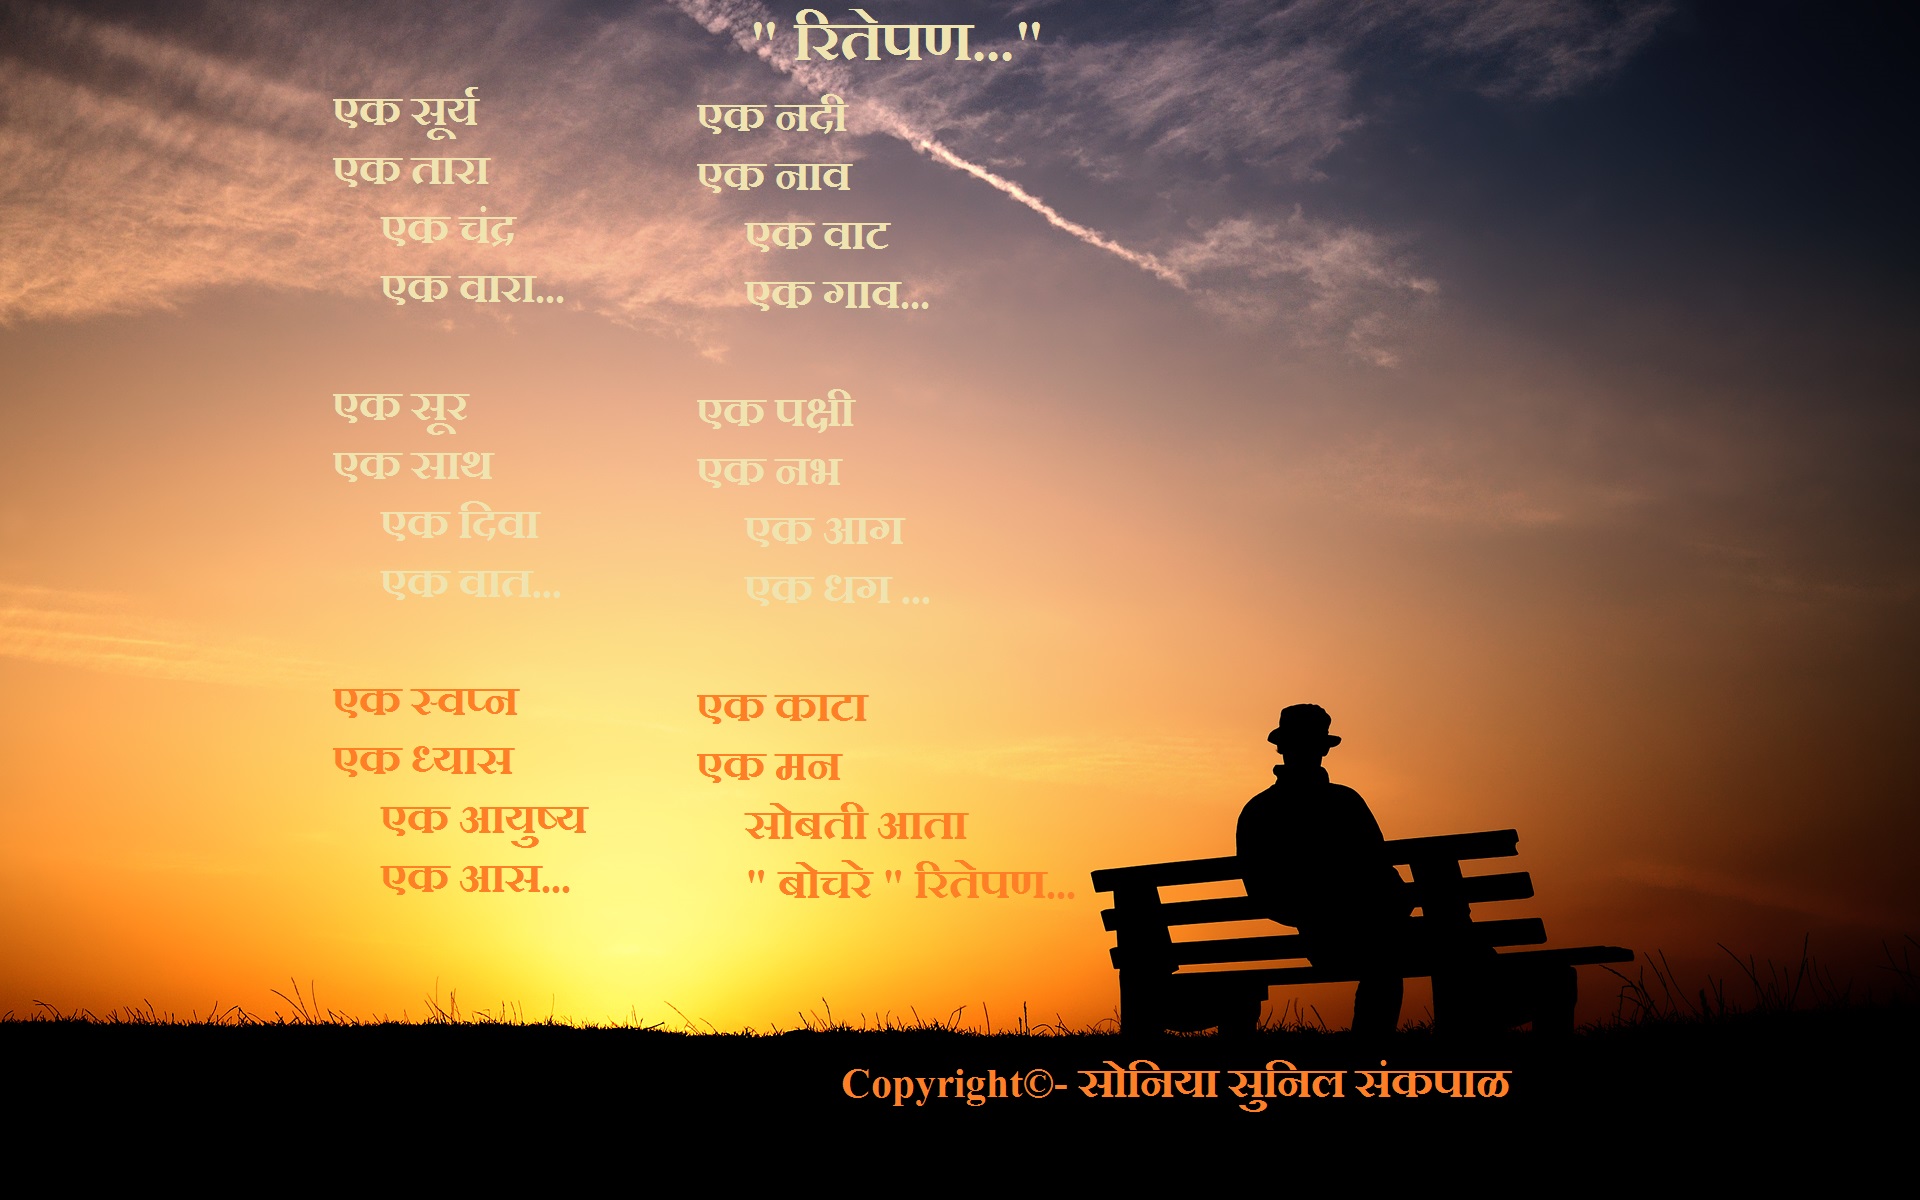 " रितेपण..."
एक सूर्य
एक तारा
एक चंद्र
एक वारा...
एक सूर
एक साथ
एक दिवा
एक वात...
एक स्वप्न
एक ध्यास
एक आयुष्य
एक आस...
एक नदी
एक नाव
एक वाट
एक गाव...
एक पक्षी
एक नभ
एक आग
एक धग ...
एक काटा
एक मन
सोबती आता
" बोचरे " रितेपण...
Copyright©- सोनिया सुनिल संकपाळ